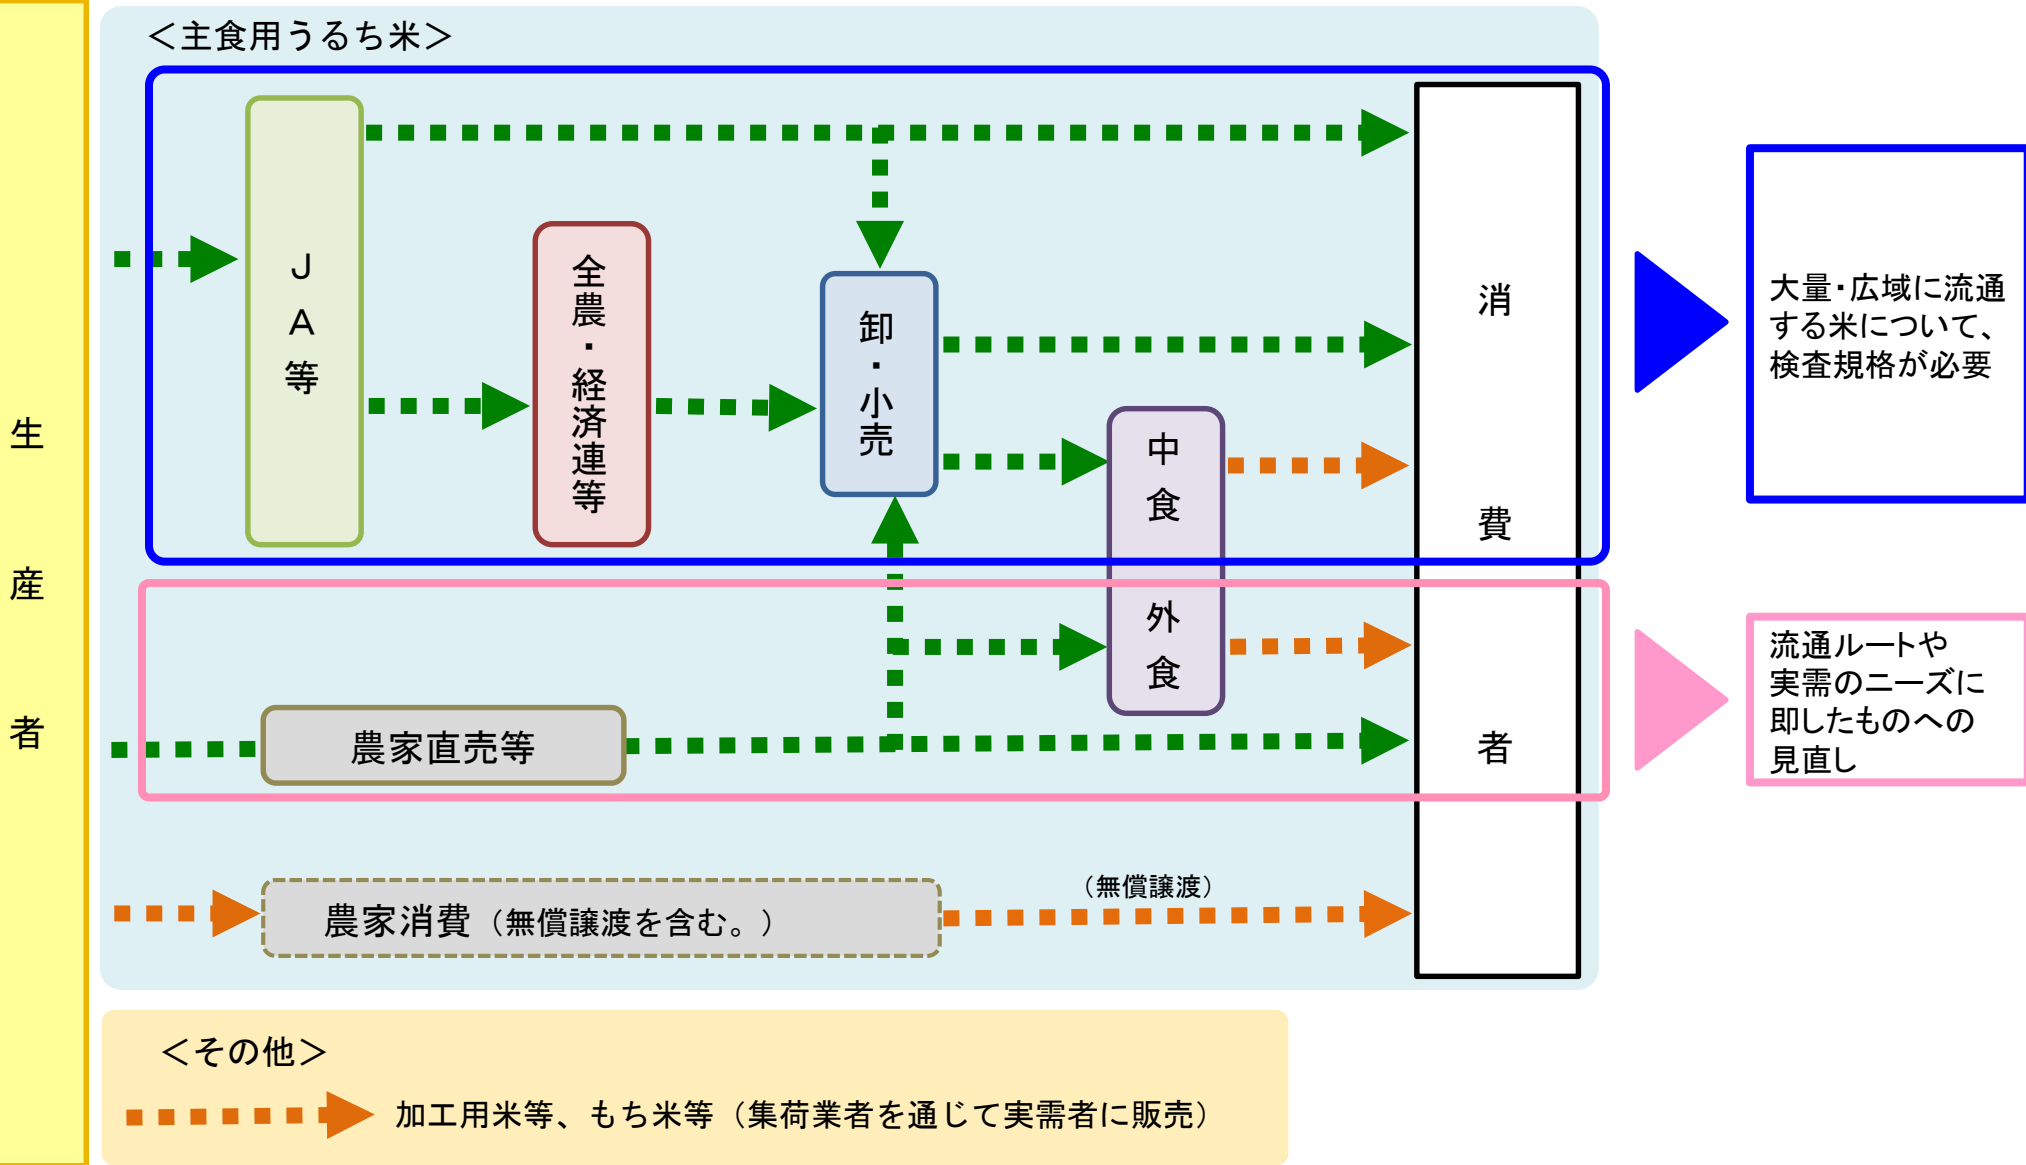 生産者
＜主食用うるち米＞
ＪＡ等
全農・経済連等
卸・小売
中食
外食
消費者
農家直売等
農家消費（無償譲渡を含む。）
（無償譲渡）
大量・広域に流通
する米について、
検査規格が必要
流通ルートや
実需のニーズに
即したものへの
見直し
＜その他＞
加工用米等、もち米等（集荷業者を通じて実需者に販売）